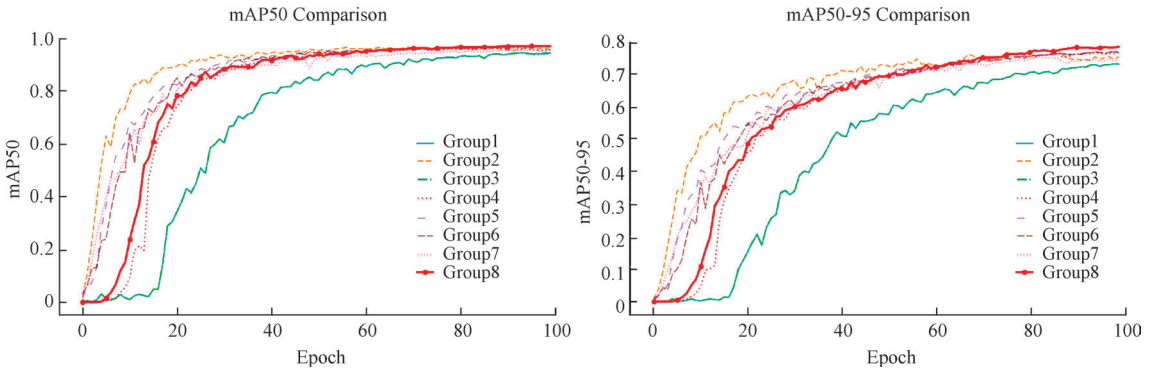 mAP50 Comparison
1.0
0.8
0.6
0.4
0.2
0
mAP50
Group1
Group2
Group3
Group4
Group5
Group6
Group7
Group8
0 20 40 60 80 100
Epoch
mAP50-95 Comparison
0.8
0.7
0.6
0.5
0.4
0.3
0.2
0.1
0
mAP50-95
Group1
Group2
Group3
Group4
Group5
Group6
Group7
Group8
0 20 40 60 80 100
Epoch